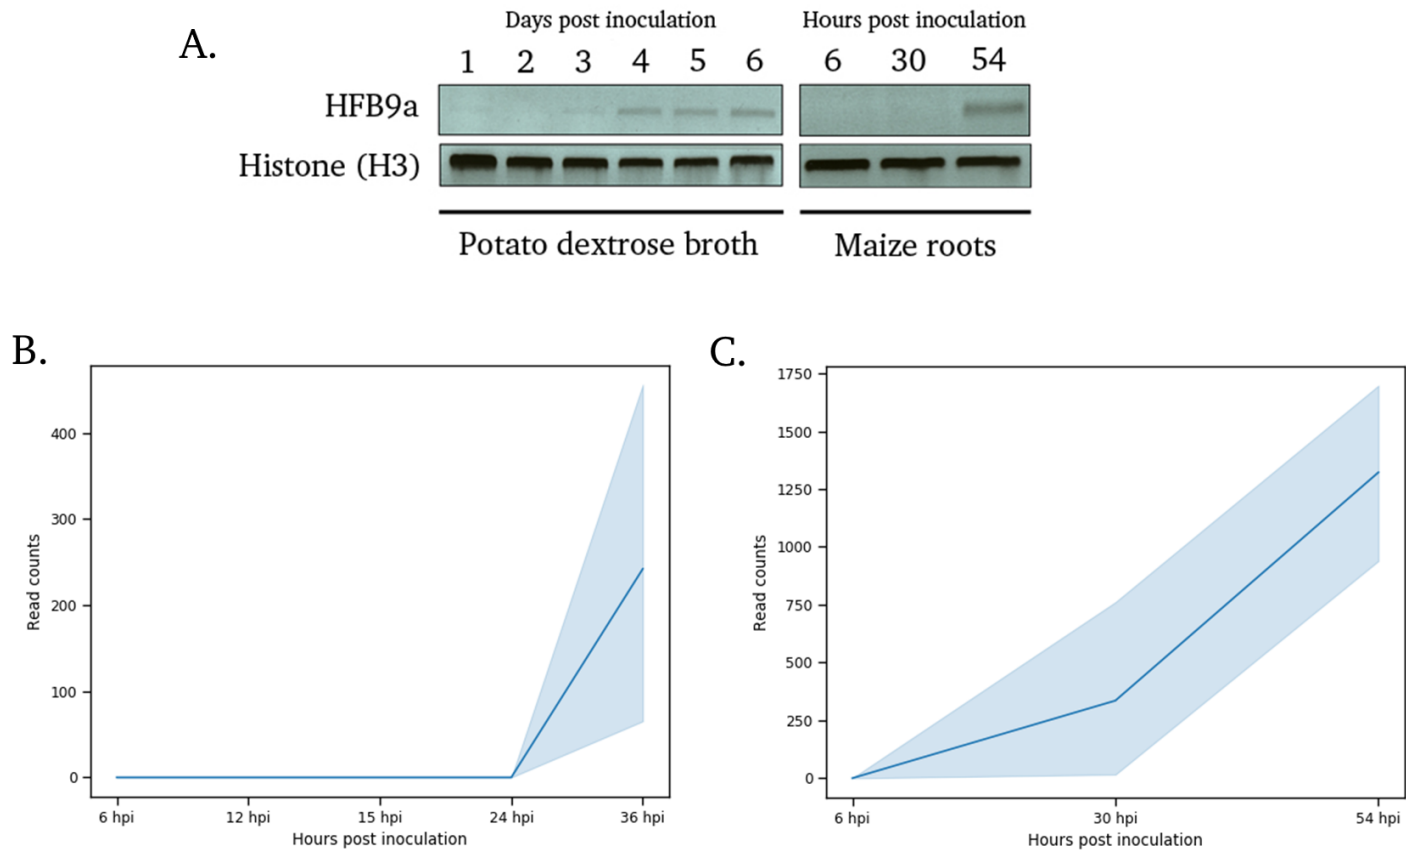 A.
Days post inoculation
Hours post inoculation
1 2 3 4 5 6
6 30 54
HFB9a
Histone (H3)
Potato dextrose broth
Maize roots
B.
400
300
200
100
0
Read counts
6 hpi 12 hpi 15 hpi 24 hpi 36 hpi
Hours post inoculation
C.
1750
1500
1250
1000
750
500
250
0
Read counts
6 hpi 30 hpi 54 hpi
Hours post inoculation